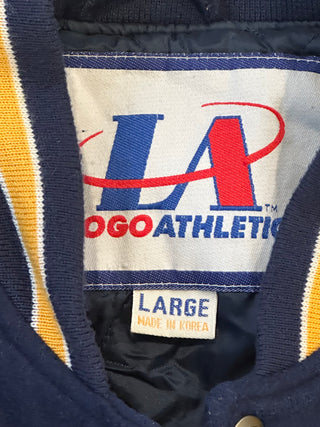 LA
TM
OGOATHLETIC
LARGE
MADE IN KOREA